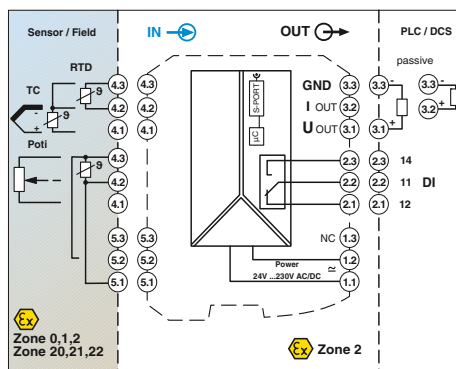 Sensor / Field
IN
OUT
PLC / DCS
RTD
TC
-
+
ϑ
ϑ
4.3
4.2
4.1
4.3
4.2
4.1
S-PORT
µC
GND
I OUT
U OUT
3.3
3.2
3.1
3.3
3.1
-
+
passive
3.3
3.2
-
+
Poti
ϑ
4.3
4.2
4.1
4.3
4.2
4.1
2.3
2.2
2.1
2.3
2.2
2.1
14
11
12
DI
5.3
5.2
5.1
5.3
5.2
5.1
NC
1.3
1.2
1.1
Power
24V ...230V AC/DC
≃
Ex
Zone 0,1,2
Zone 20,21,22
Ex
Zone 2